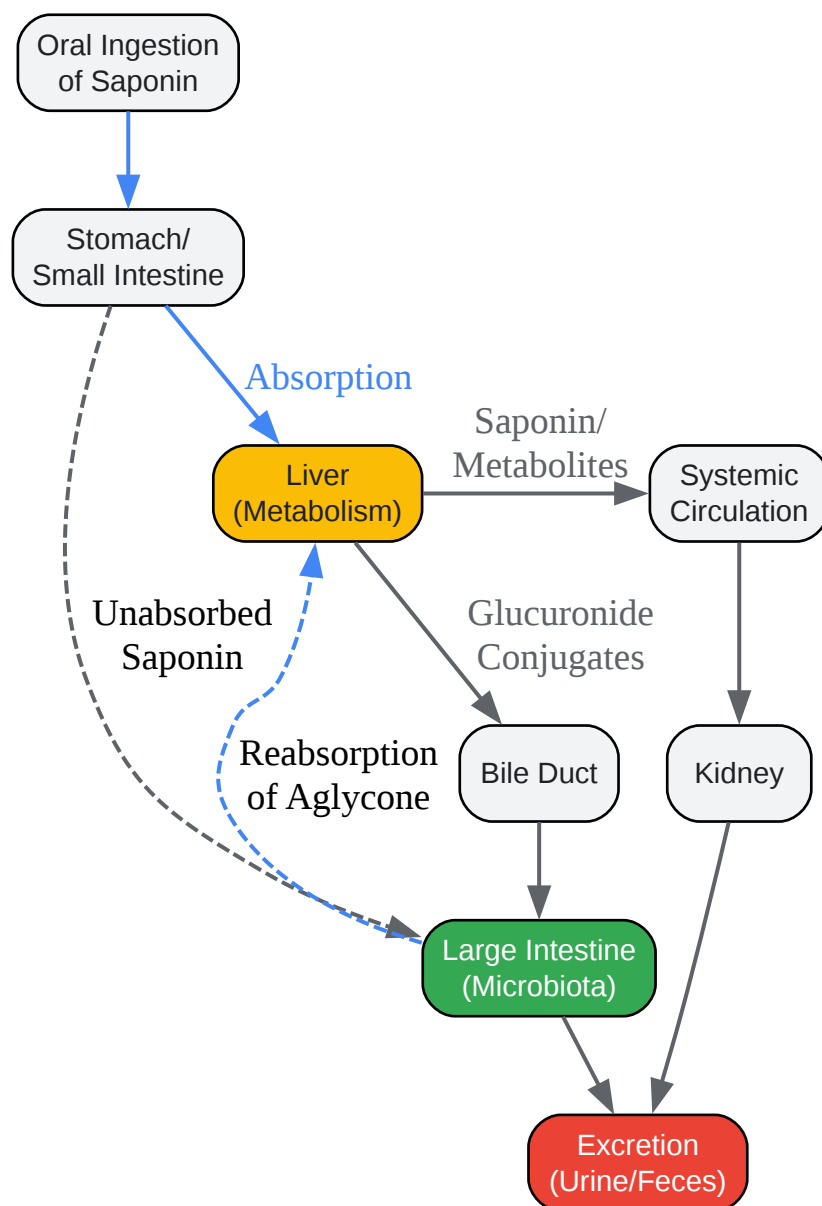 Oral Ingestion
of Saponin
Stomach/
Small Intestine
Absorption
Saponin/
Metabolites
Liver
(Metabolism)
Systemic
Circulation
Unabsorbed
Saponin
Glucuronide
Conjugates
Reabsorption
of Aglycone
Bile Duct
Kidney
Large Intestine
(Microbiota)
Excretion
(Urine/Feces)